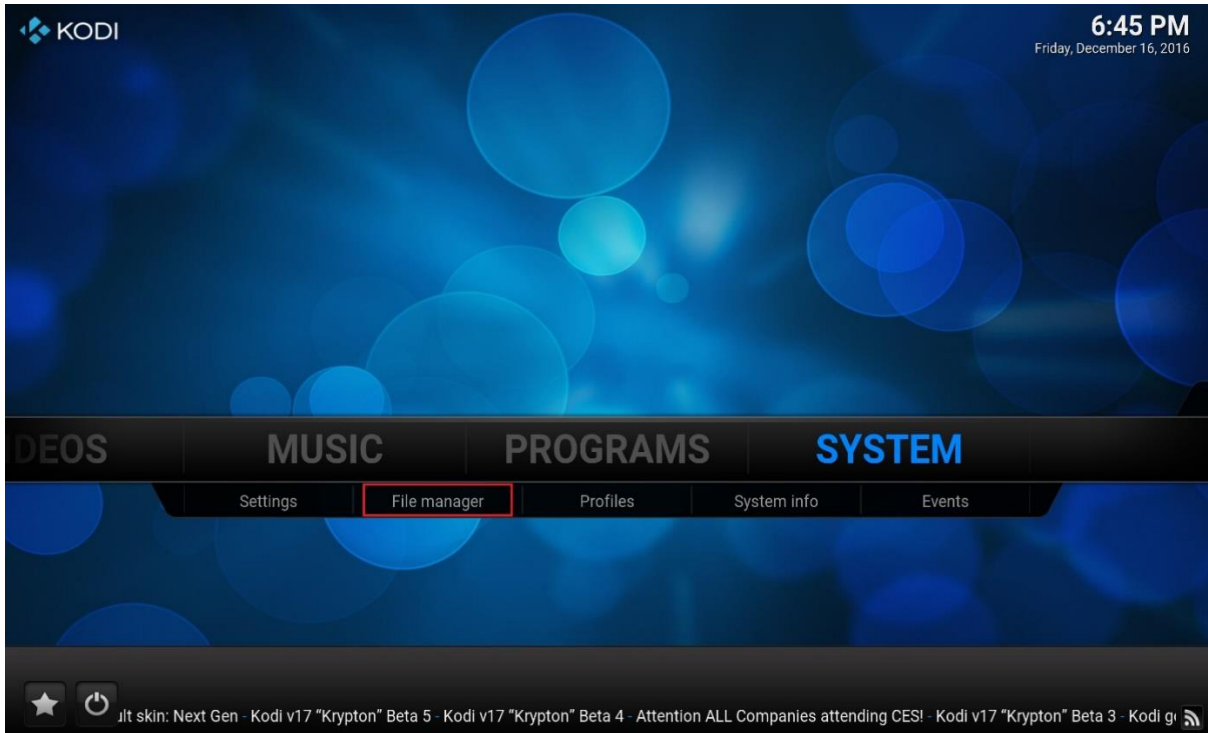 KODI
6:45 PM
Friday, December 16, 2016
DEOS MUSIC PROGRAMS SYSTEM
Settings File manager Profiles System info Events
ult skin: Next Gen - Kodi v17 "Krypton" Beta 5 - Kodi v17 "Krypton" Beta 4 - Attention ALL Companies attending CES! - Kodi v17 "Krypton" Beta 3 - Kodi g